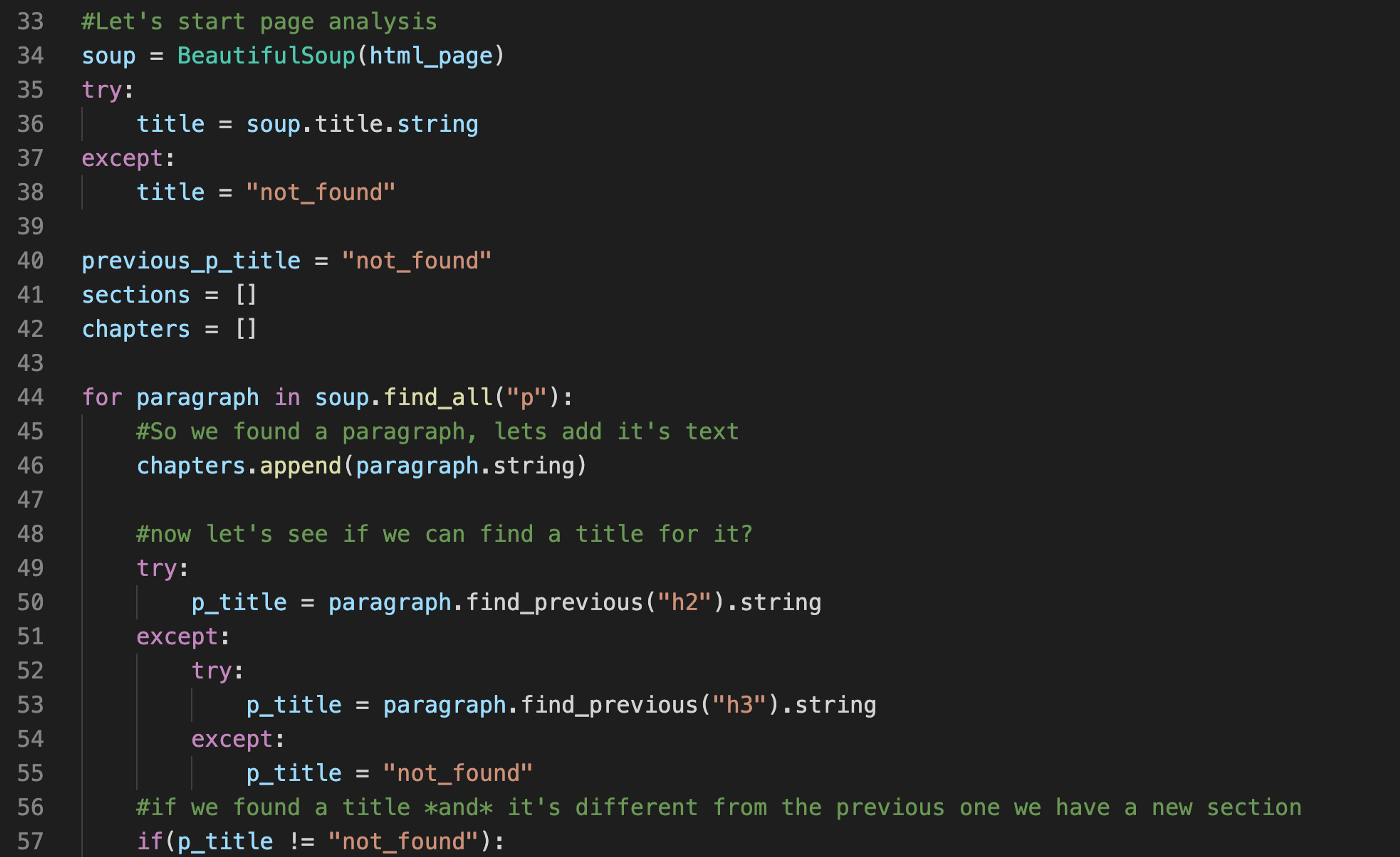 33 #Let's start page analysis
34 soup = BeautifulSoup(html_page)
35 try:
36     title = soup.title.string
37 except:
38     title = "not_found"
39
40 previous_p_title = "not_found"
41 sections = []
42 chapters = []
43
44 for paragraph in soup.find_all("p"):
45     #So we found a paragraph, lets add it's text
46     chapters.append(paragraph.string)
47
48     #now let's see if we can find a title for it?
49     try:
50         p_title = paragraph.find_previous("h2").string
51     except:
52         try:
53             p_title = paragraph.find_previous("h3").string
54         except:
55             p_title = "not_found"
56     #if we found a title *and* it's different from the previous one we have a new section
57     if(p_title != "not_found"):